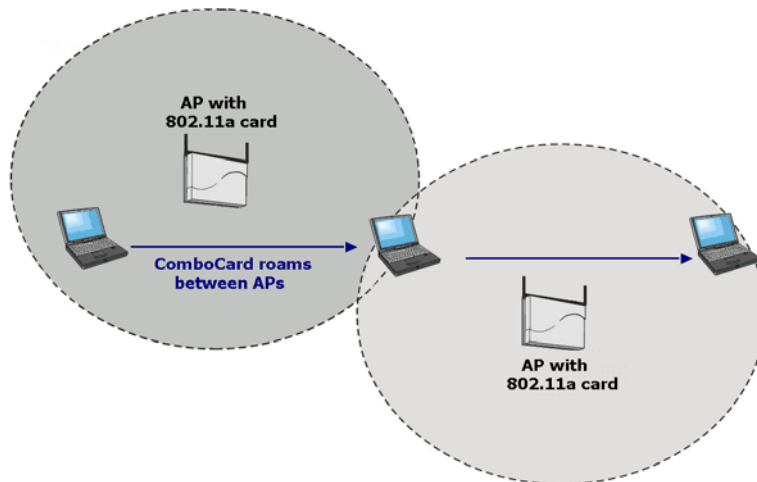 AP with
802.11a card
ComboCard roams
between APs
AP with
802.11a card